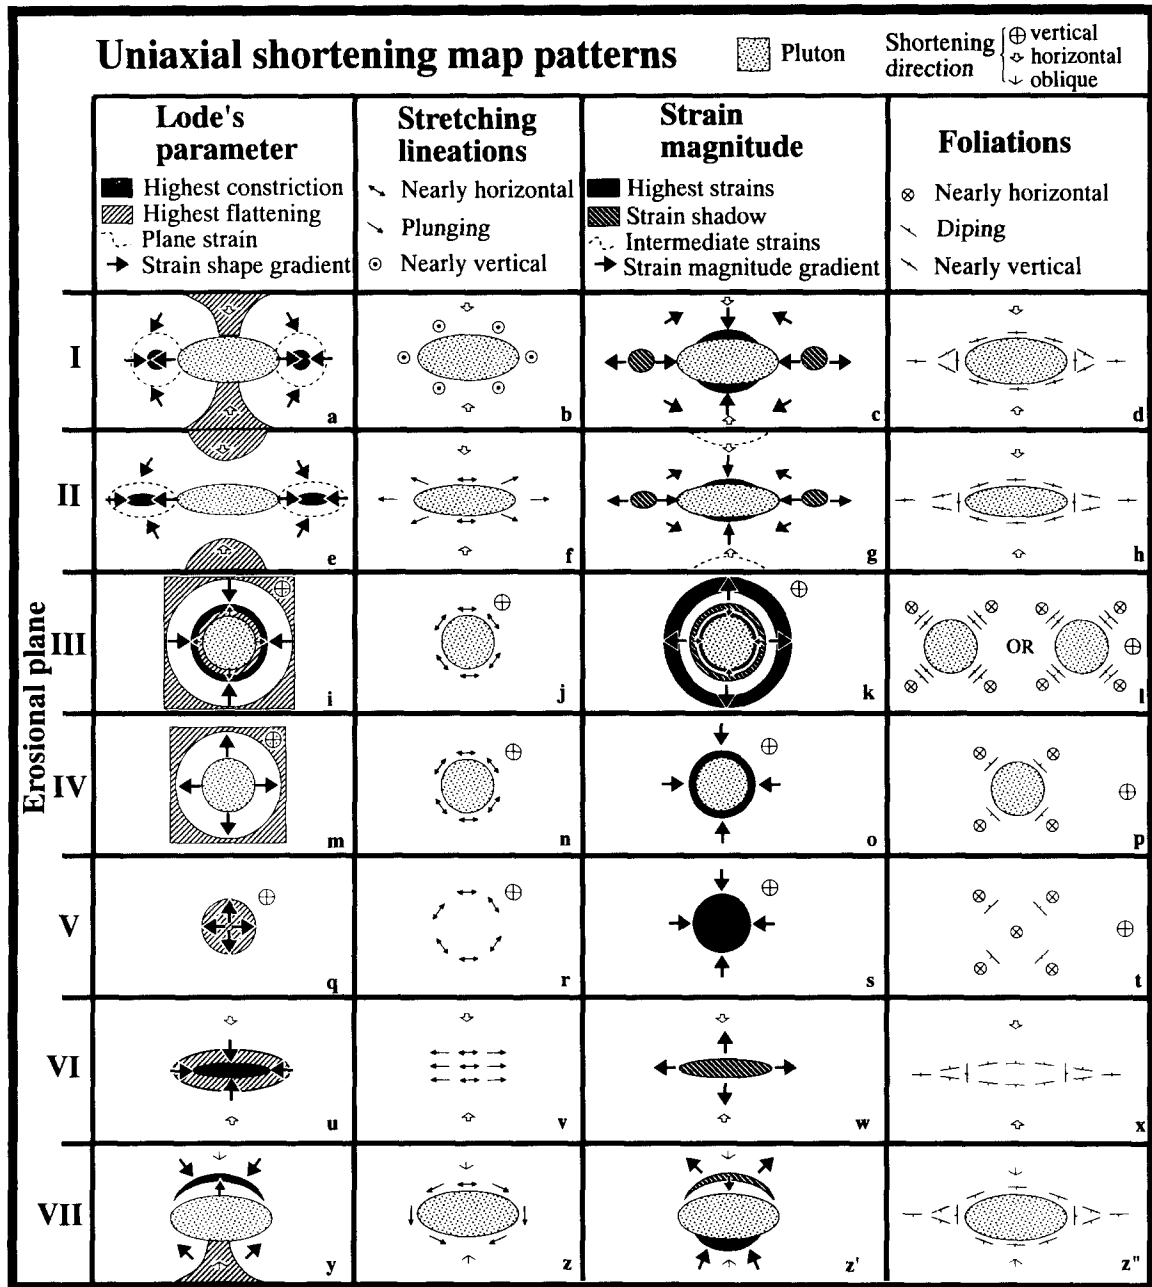 Uniaxial shortening map patterns
Pluton
Shortening direction
vertical
horizontal
oblique
Lode's parameter
Highest constriction
Highest flattening
Plane strain
Strain shape gradient
Stretching lineations
Nearly horizontal
Plunging
Nearly vertical
Strain magnitude
Highest strains
Strain shadow
Intermediate strains
Strain magnitude gradient
Foliations
Nearly horizontal
Diping
Nearly vertical
Erosional plane
I
a
b
c
d
II
e
f
g
h
III
i
j
k
OR
l
IV
m
n
o
p
V
q
r
s
t
VI
u
v
w
x
VII
y
z
z'
z"